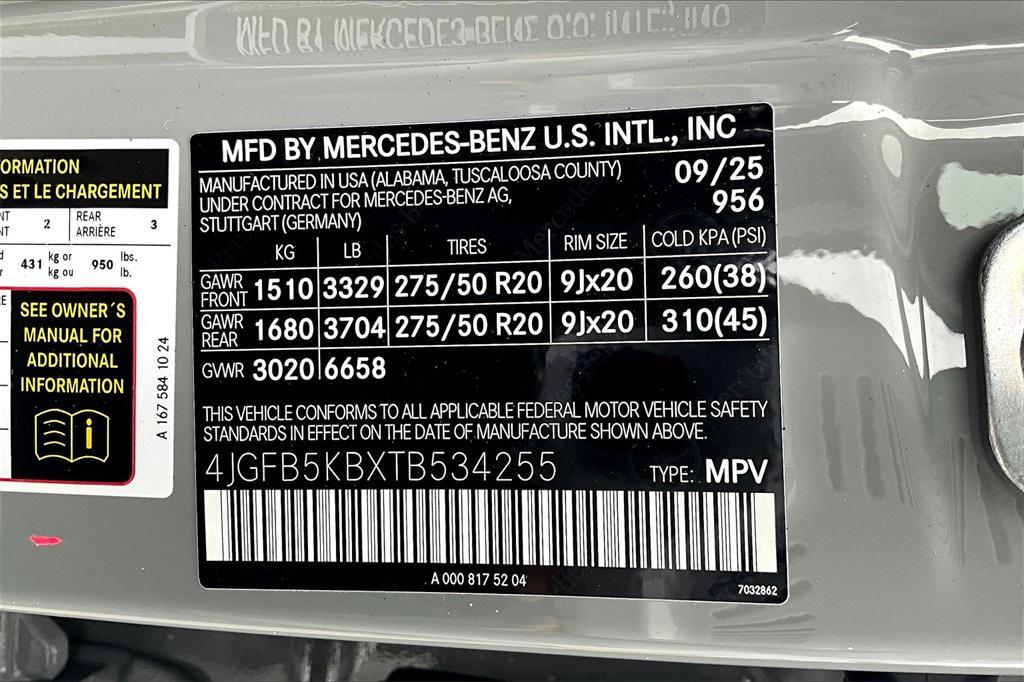 MFD BY MERCEDES-BENZ U.S. INTL., INC
MANUFACTURED IN USA (ALABAMA, TUSCALOOSA COUNTY) 09/25
UNDER CONTRACT FOR MERCEDES-BENZ AG, 956
STUTTGART (GERMANY)
KG LB TIRES RIM SIZE COLD KPA (PSI)
GAWR FRONT 1510 3329 275/50 R20 9Jx20 260(38)
GAWR REAR 1680 3704 275/50 R20 9Jx20 310(45)
GVWR 3020 6658
THIS VEHICLE CONFORMS TO ALL APPLICABLE FEDERAL MOTOR VEHICLE SAFETY
STANDARDS IN EFFECT ON THE DATE OF MANUFACTURE SHOWN ABOVE.
4JGFB5KBXTB534255 TYPE: MPV
A 000 817 52 04
7032862
ET LE CHARGEMENT
2 REAR ARRIÈRE 3
431 kg or kg ou 950 lbs. lb.
SEE OWNER´S
MANUAL FOR
ADDITIONAL
INFORMATION
A 167 584 10 24